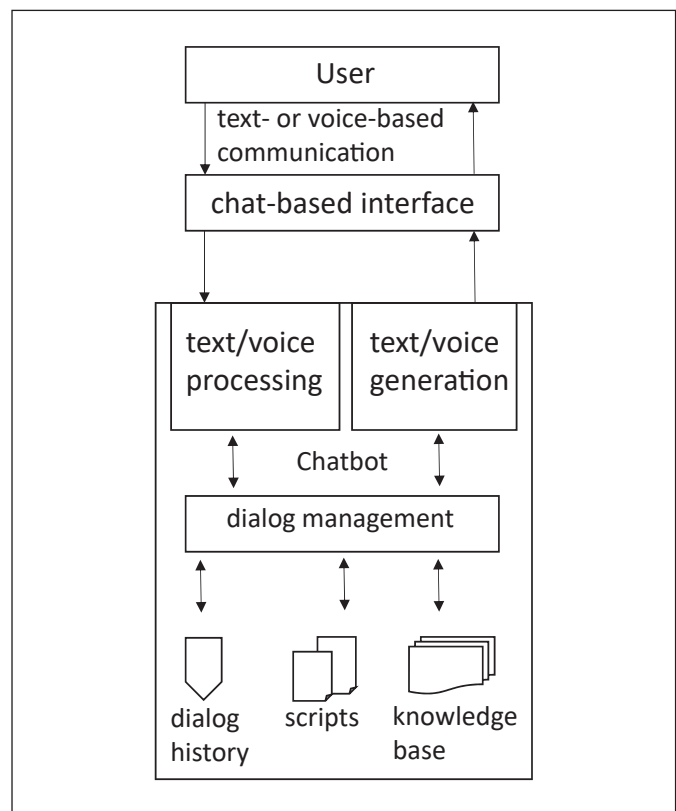 User
text- or voice-based
communication
chat-based interface
text/voice
processing
text/voice
generation
Chatbot
dialog management
dialog
history
scripts
knowledge
base